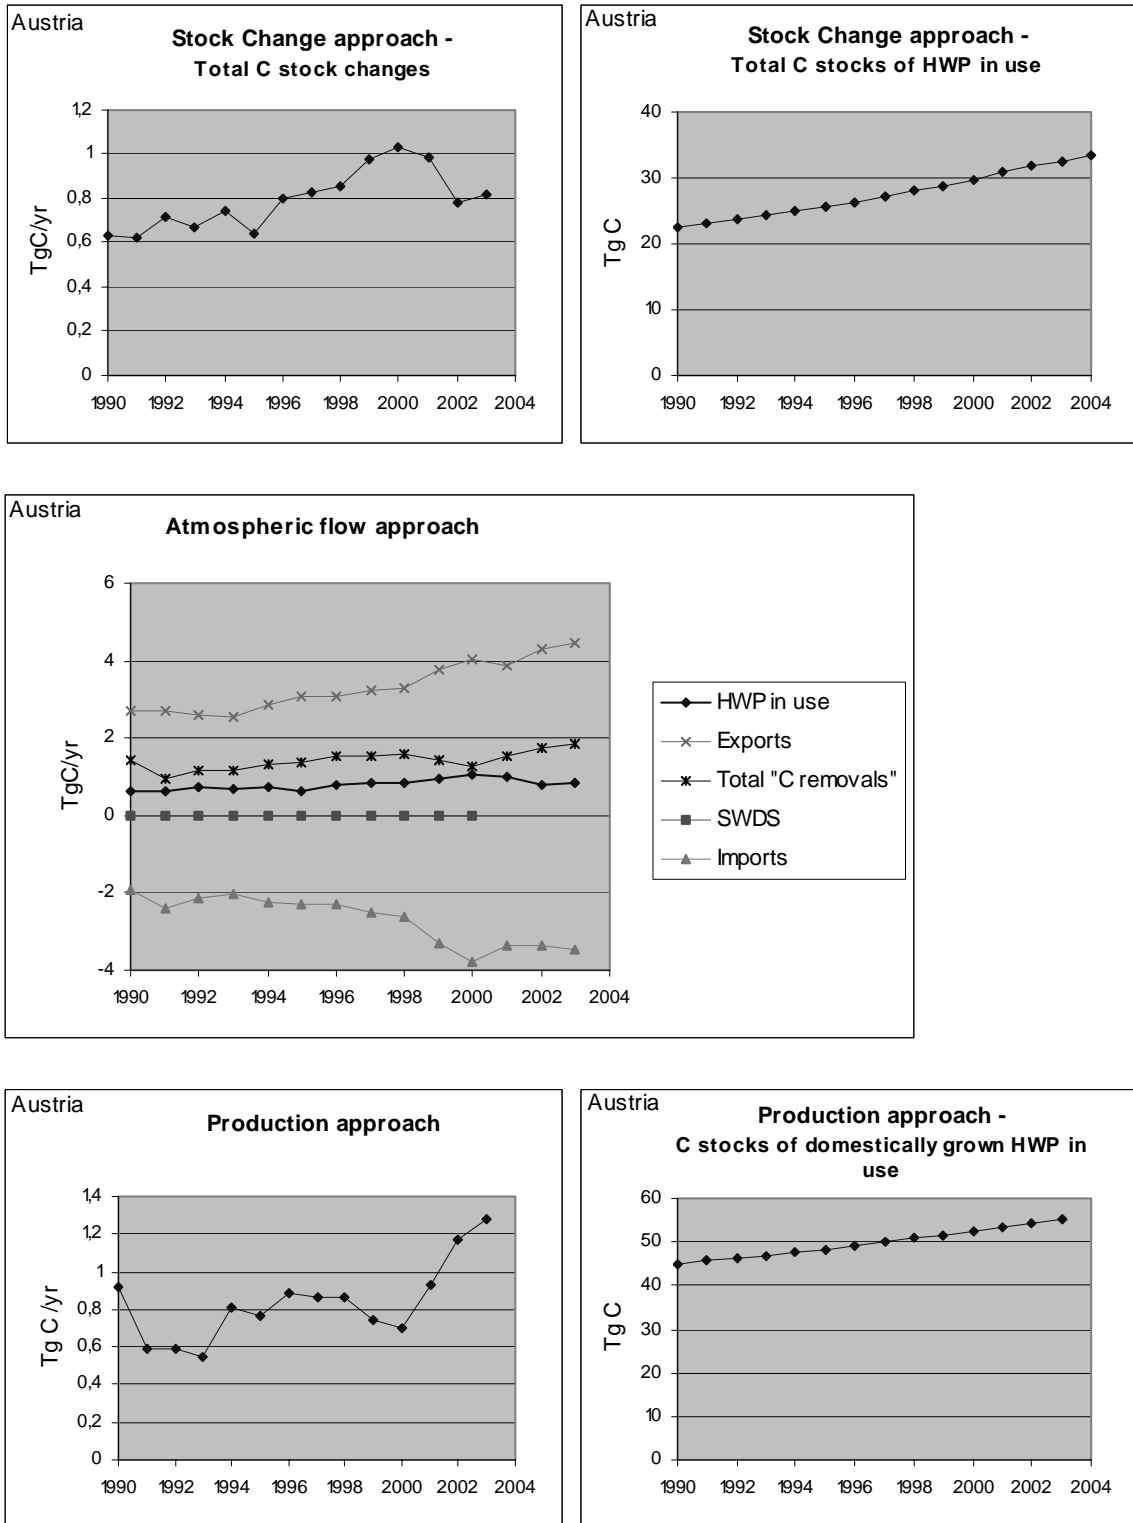 Austria
Stock Change approach -
Total C stock changes
1,2
1
0,8
0,6
0,4
0,2
0
TgC/yr
1990 1992 1994 1996 1998 2000 2002 2004
Austria
Stock Change approach -
Total C stocks of HWP in use
40
30
20
10
0
Tg C
1990 1992 1994 1996 1998 2000 2002 2004
Austria
Atmospheric flow approach
6
4
2
0
-2
-4
TgC/yr
1990 1992 1994 1996 1998 2000 2002 2004
HWP in use
Exports
Total "C removals"
SWDS
Imports
Austria
Production approach
1,4
1,2
1
0,8
0,6
0,4
0,2
0
Tg C /yr
1990 1992 1994 1996 1998 2000 2002 2004
Austria
Production approach -
C stocks of domestically grown HWP in
use
60
50
40
30
20
10
0
Tg C
1990 1992 1994 1996 1998 2000 2002 2004